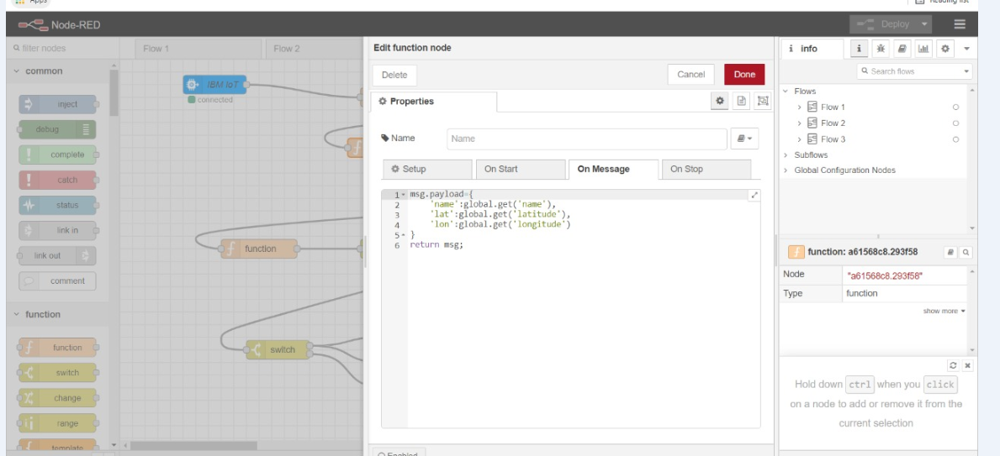 Apps
Reading list
Node-RED
Deploy
filter nodes
Flow 1
Flow 2
Edit function node
info
i
common
IBM IoT
connected
Delete
Cancel
Done
Search flows
Flows
Flow 1
Flow 2
Flow 3
Subflows
Global Configuration Nodes
inject
debug
complete
catch
status
link in
link out
comment
function
Properties
Name
Name
Setup
On Start
On Message
On Stop
1 msg.payload={
2 'name':global.get('name'),
3 'lat':global.get('latitude'),
4 'lon':global.get('longitude')
5 }
6 return msg;
function
switch
function
switch
change
range
template
function: a61568c8.293f58
Node "a61568c8.293f58"
Type function
show more
Hold down ctrl when you click
on a node to add or remove it from the
current selection
Enabled